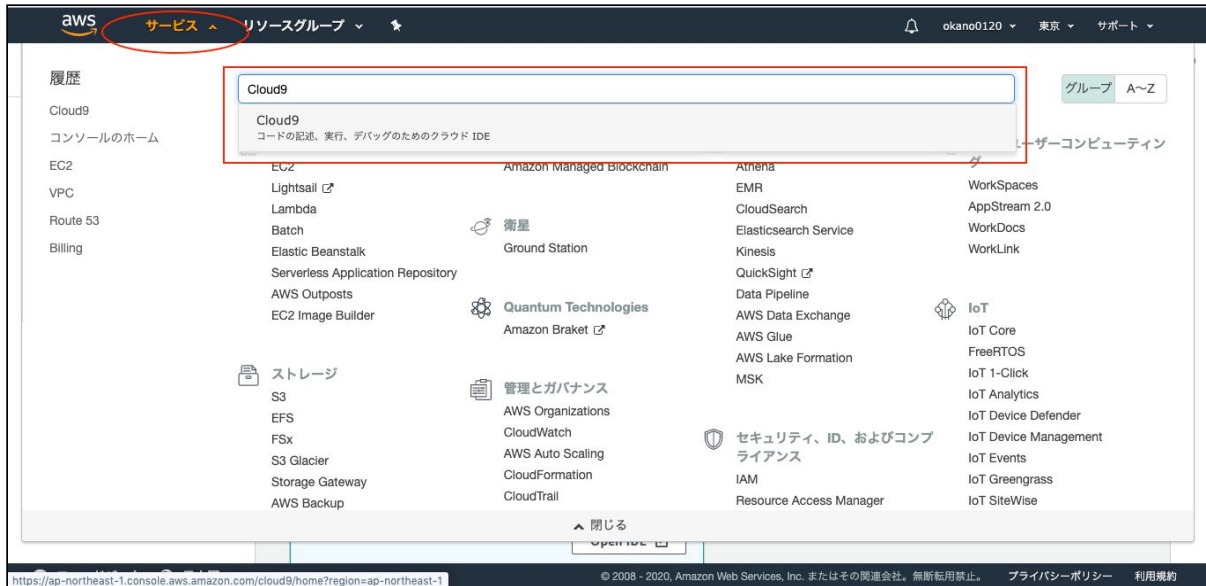 aws
サービス
リソースグループ
okano0120
東京
サポート
履歴
Cloud9
コンソールのホーム
EC2
VPC
Route 53
Billing
Cloud9
グループ
A〜Z
Cloud9
コードの記述、実行、デバッグのためのクラウド IDE
EC2
Lightsail
Lambda
Batch
Elastic Beanstalk
Serverless Application Repository
AWS Outposts
EC2 Image Builder
ストレージ
S3
EFS
FSx
S3 Glacier
Storage Gateway
AWS Backup
Amazon Managed Blockchain
衛星
Ground Station
Quantum Technologies
Amazon Braket
管理とガバナンス
AWS Organizations
CloudWatch
AWS Auto Scaling
CloudFormation
CloudTrail
Athena
EMR
CloudSearch
Elasticsearch Service
Kinesis
QuickSight
Data Pipeline
AWS Data Exchange
AWS Glue
AWS Lake Formation
MSK
セキュリティ、ID、およびコンプ
ライアンス
IAM
Resource Access Manager
ーザーコンピューティン
グ
WorkSpaces
AppStream 2.0
WorkDocs
WorkLink
IoT
IoT Core
FreeRTOS
IoT 1-Click
IoT Analytics
IoT Device Defender
IoT Device Management
IoT Events
IoT Greengrass
IoT SiteWise
閉じる
Open IDE
https://ap-northeast-1.console.aws.amazon.com/cloud9/home?region=ap-northeast-1
© 2008 - 2020, Amazon Web Services, Inc. またはその関連会社。無断転用禁止。
プライバシーポリシー
利用規約